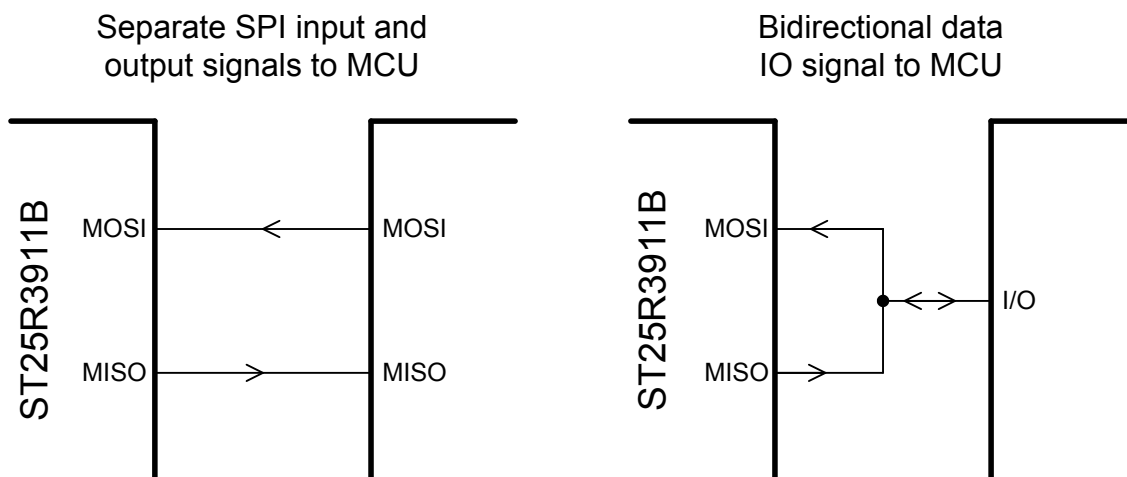 Separate SPI input and
output signals to MCU
ST25R3911B
MOSI
MOSI
MISO
MISO
Bidirectional data
IO signal to MCU
ST25R3911B
MOSI
I/O
MISO